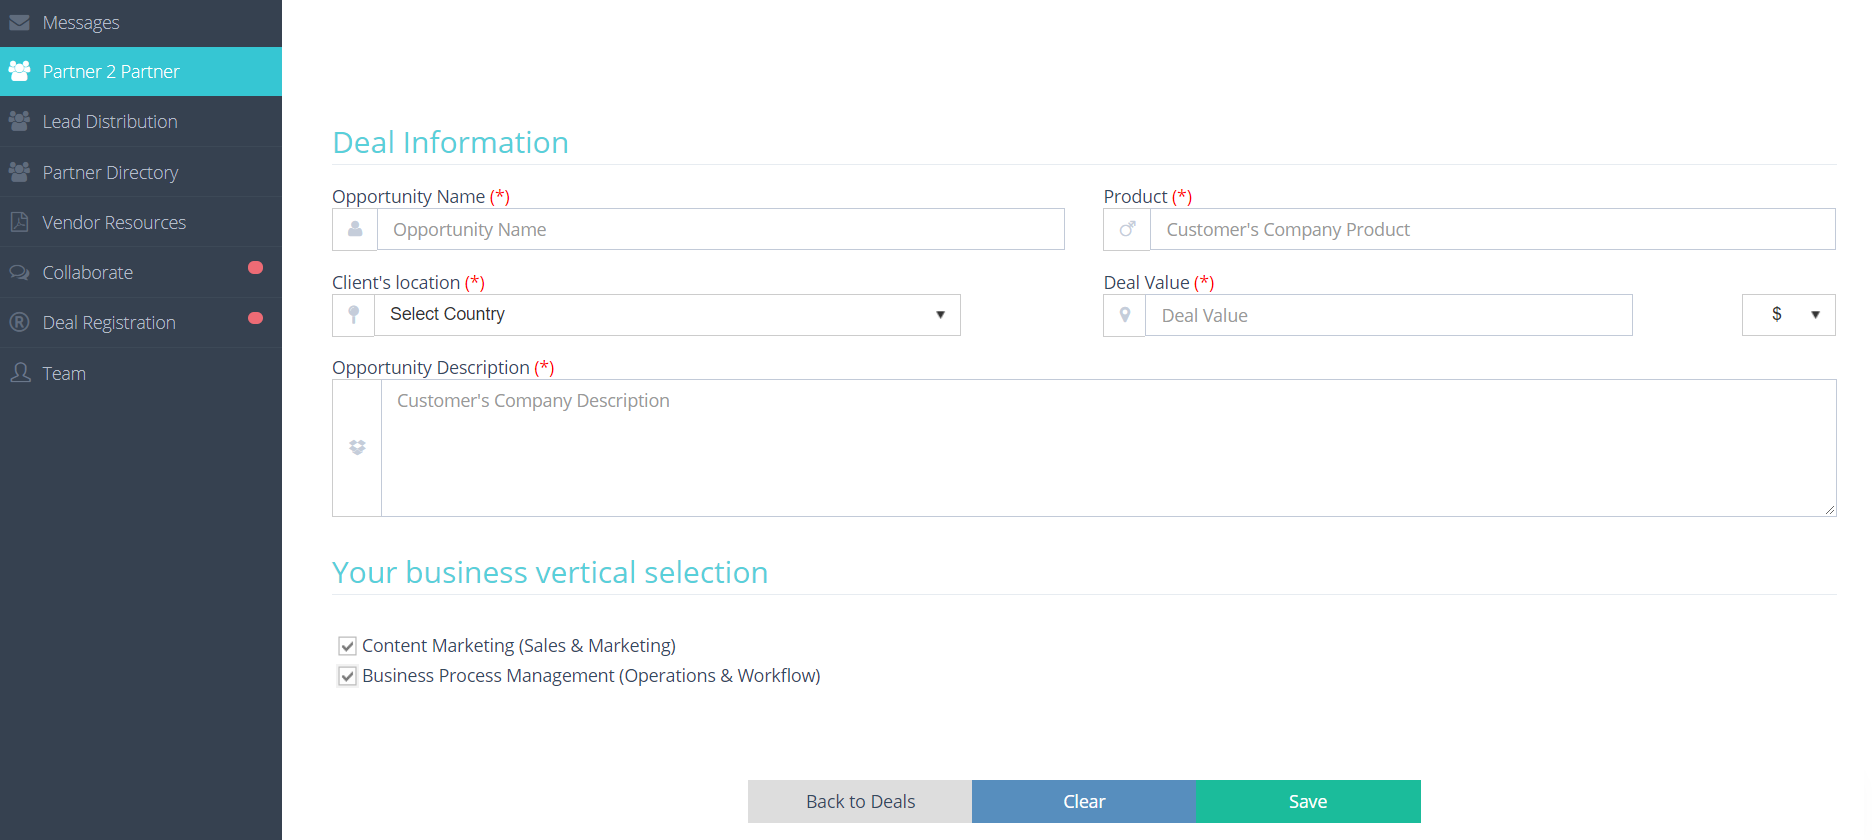 Messages
Partner 2 Partner
Lead Distribution
Partner Directory
Vendor Resources
Collaborate
Deal Registration
Team
Deal Information
Opportunity Name (*)
Opportunity Name
Product (*)
Customer's Company Product
Client's location (*)
Select Country
Deal Value (*)
Deal Value
$
Opportunity Description (*)
Customer's Company Description
Your business vertical selection
Content Marketing (Sales & Marketing)
Business Process Management (Operations & Workflow)
Back to Deals
Clear
Save